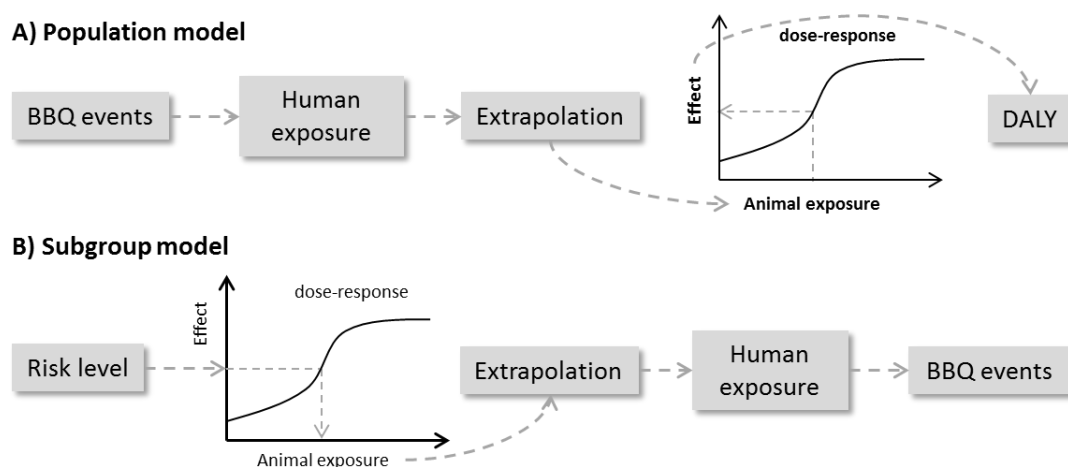 A) Population model
BBQ events
Human
exposure
Extrapolation
dose-response
Effect
Animal exposure
DALY
B) Subgroup model
Risk level
dose-response
Effect
Animal exposure
Extrapolation
Human
exposure
BBQ events